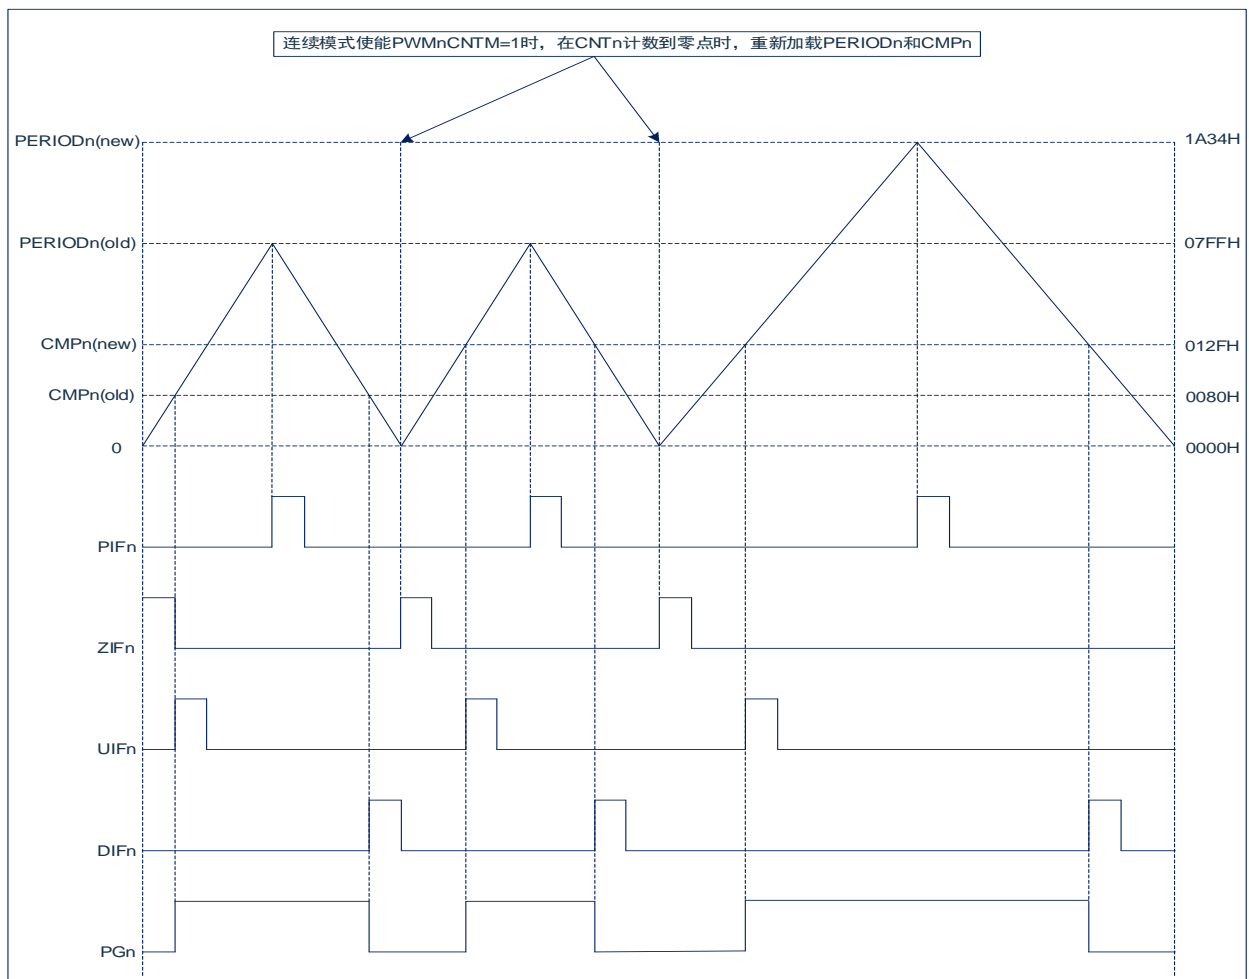 连续模式使能PWMnCNTM=1时，在CNTn计数到零点时，重新加载PERIODn和CMPn
PERIODn(new) 1A34H
PERIODn(old) 07FFH
CMPn(new) 012FH
CMPn(old) 0080H
0 0000H
PIFn
ZIFn
UIFn
DIFn
PGn